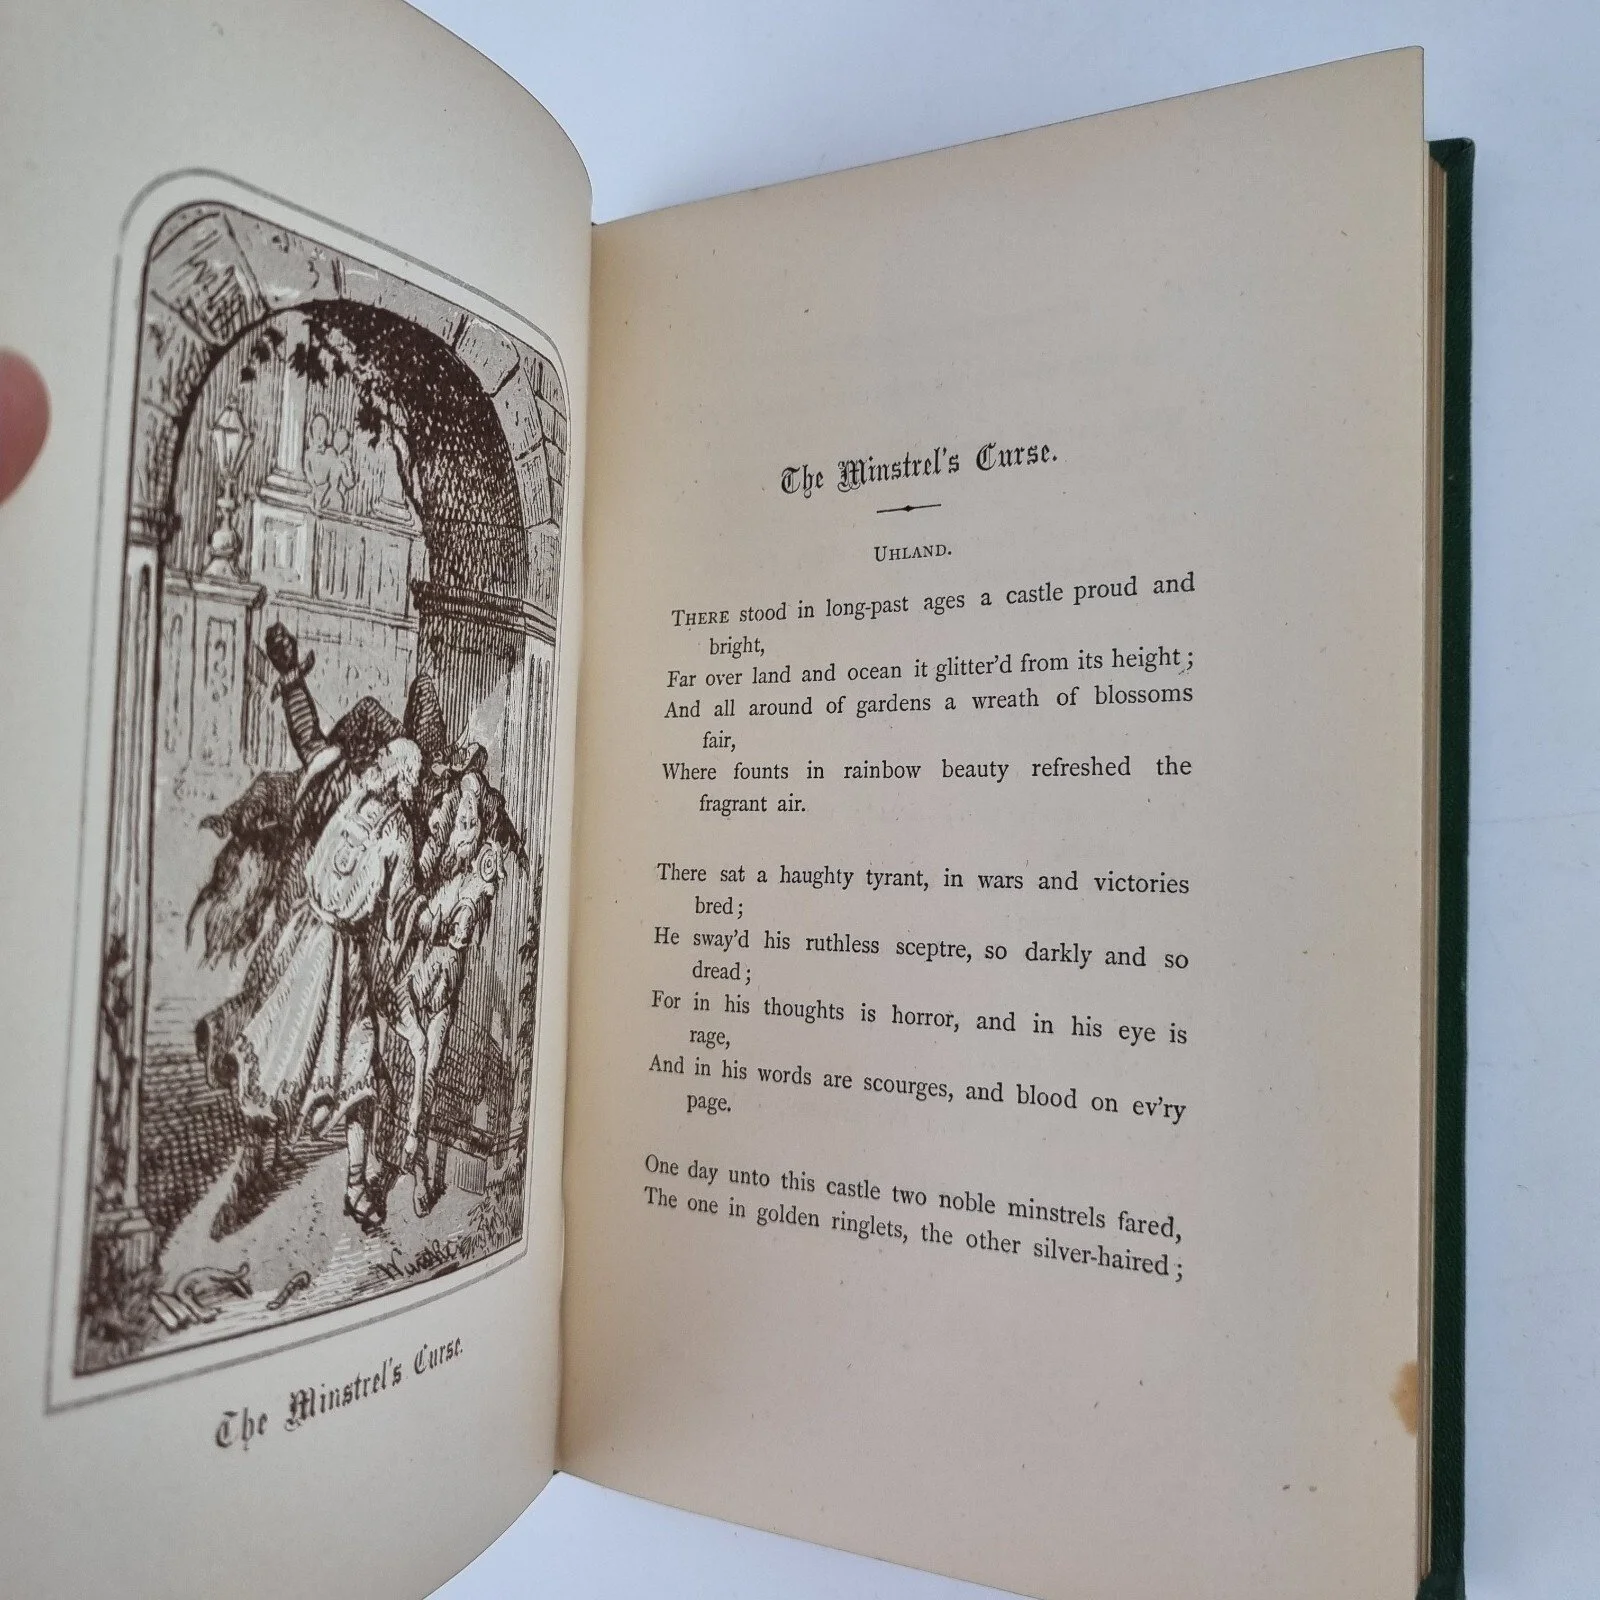 The Minstrel's Curse.
The Minstrel's Curse.
UHLAND.
THERE stood in long-past ages a castle proud and
bright,
Far over land and ocean it glitter'd from its height;
And all around of gardens a wreath of blossoms
fair,
Where founts in rainbow beauty refreshed the
fragrant air.
There sat a haughty tyrant, in wars and victories
bred;
He sway'd his ruthless sceptre, so darkly and so
dread;
For in his thoughts is horror, and in his eye is
rage,
And in his words are scourges, and blood on ev'ry
page.
One day unto this castle two noble minstrels fared,
The one in golden ringlets, the other silver-haired;